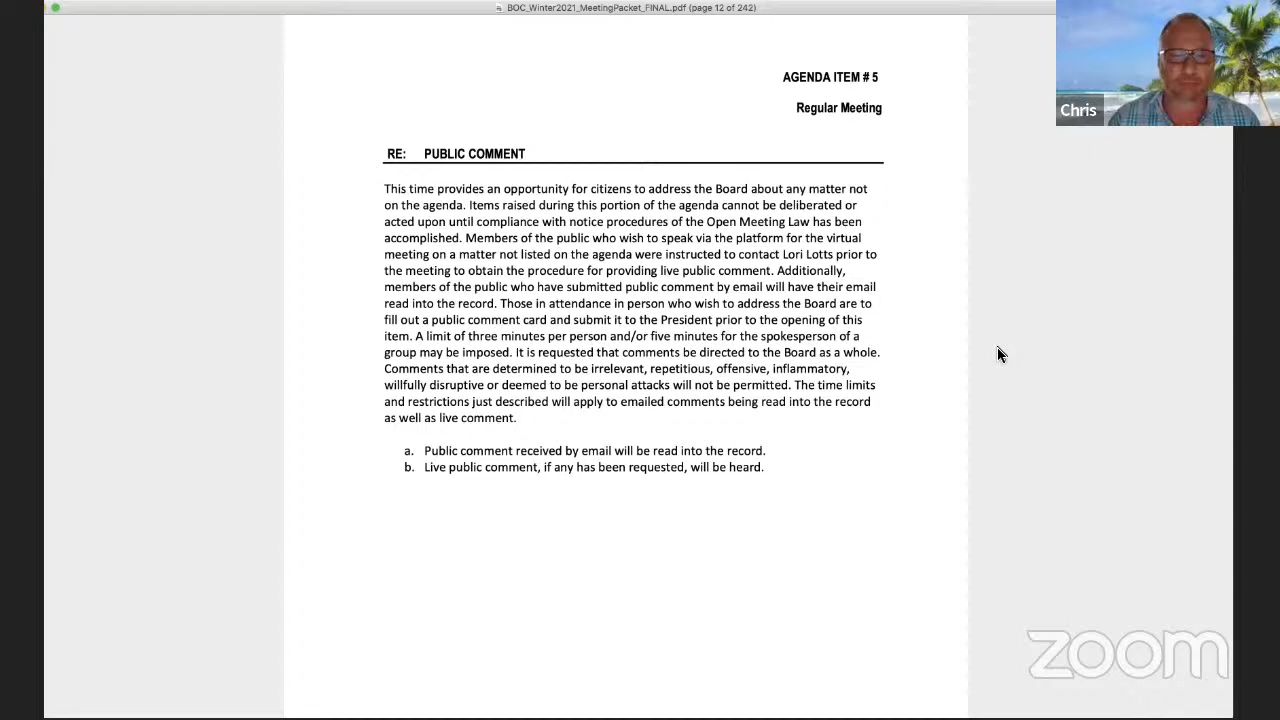 BOC_Winter2021_MeetingPacket_FINAL.pdf (page 12 of 242)
Chris
AGENDA ITEM # 5
Regular Meeting
RE: PUBLIC COMMENT
This time provides an opportunity for citizens to address the Board about any matter not
on the agenda. Items raised during this portion of the agenda cannot be deliberated or
acted upon until compliance with notice procedures of the Open Meeting Law has been
accomplished. Members of the public who wish to speak via the platform for the virtual
meeting on a matter not listed on the agenda were instructed to contact Lori Lotts prior to
the meeting to obtain the procedure for providing live public comment. Additionally,
members of the public who have submitted public comment by email will have their email
read into the record. Those in attendance in person who wish to address the Board are to
fill out a public comment card and submit it to the President prior to the opening of this
item. A limit of three minutes per person and/or five minutes for the spokesperson of a
group may be imposed. It is requested that comments be directed to the Board as a whole.
Comments that are determined to be irrelevant, repetitious, offensive, inflammatory,
willfully disruptive or deemed to be personal attacks will not be permitted. The time limits
and restrictions just described will apply to emailed comments being read into the record
as well as live comment.
a. Public comment received by email will be read into the record.
b. Live public comment, if any has been requested, will be heard.
zoom